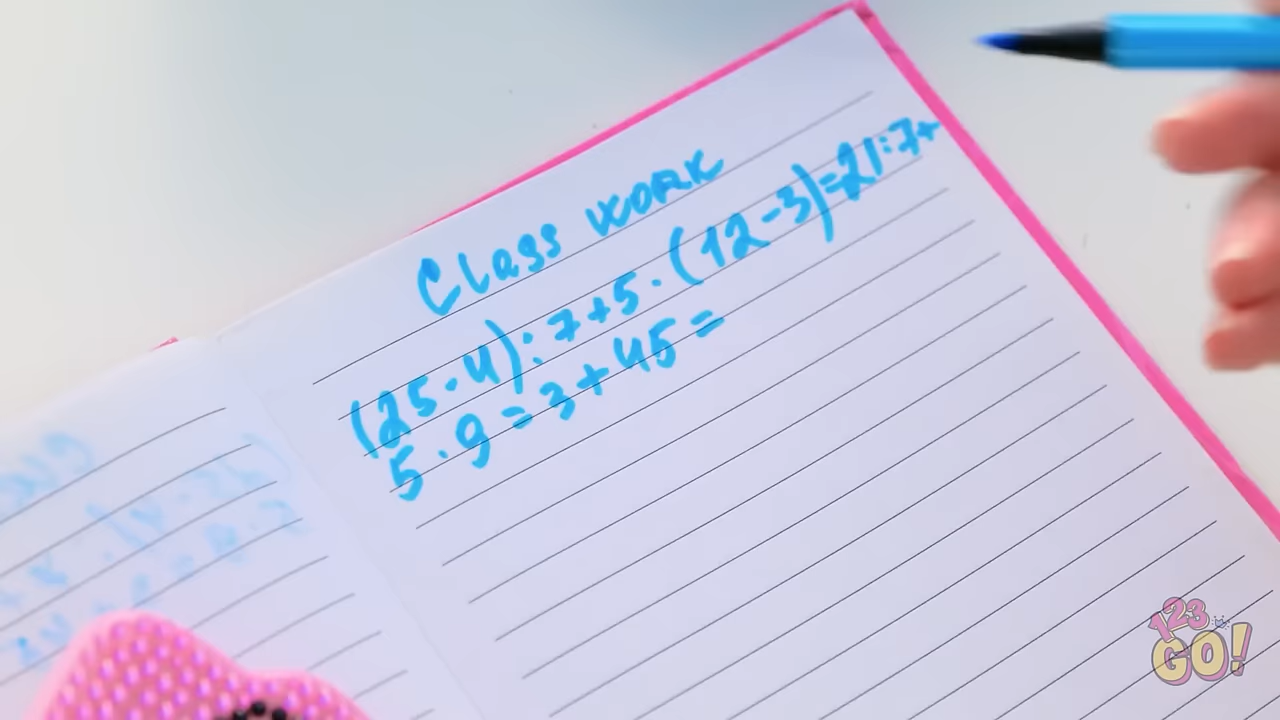 Class work
(25-4):7+5·(12-3)=21:7+
5·9=3+45=
123
GO!